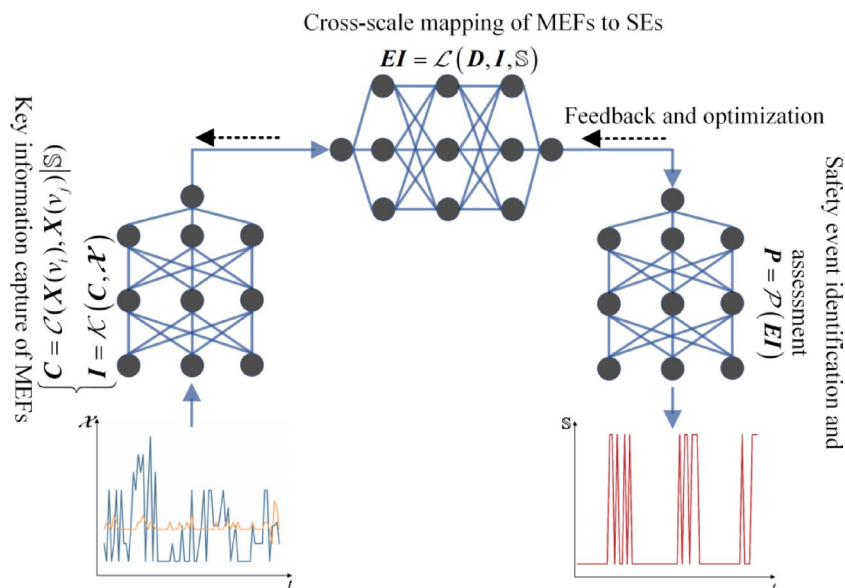 Cross-scale mapping of MEFs to SEs
EI = ℒ(D, I, 𝕊)
Feedback and optimization
Key information capture of MEFs
C = 𝒞(X(v_i), X(v_j)|𝕊)
I = 𝒦(C, 𝒳)
Safety event identification and
assessment
P = 𝒫(EI)
𝒳
t
𝕊
t